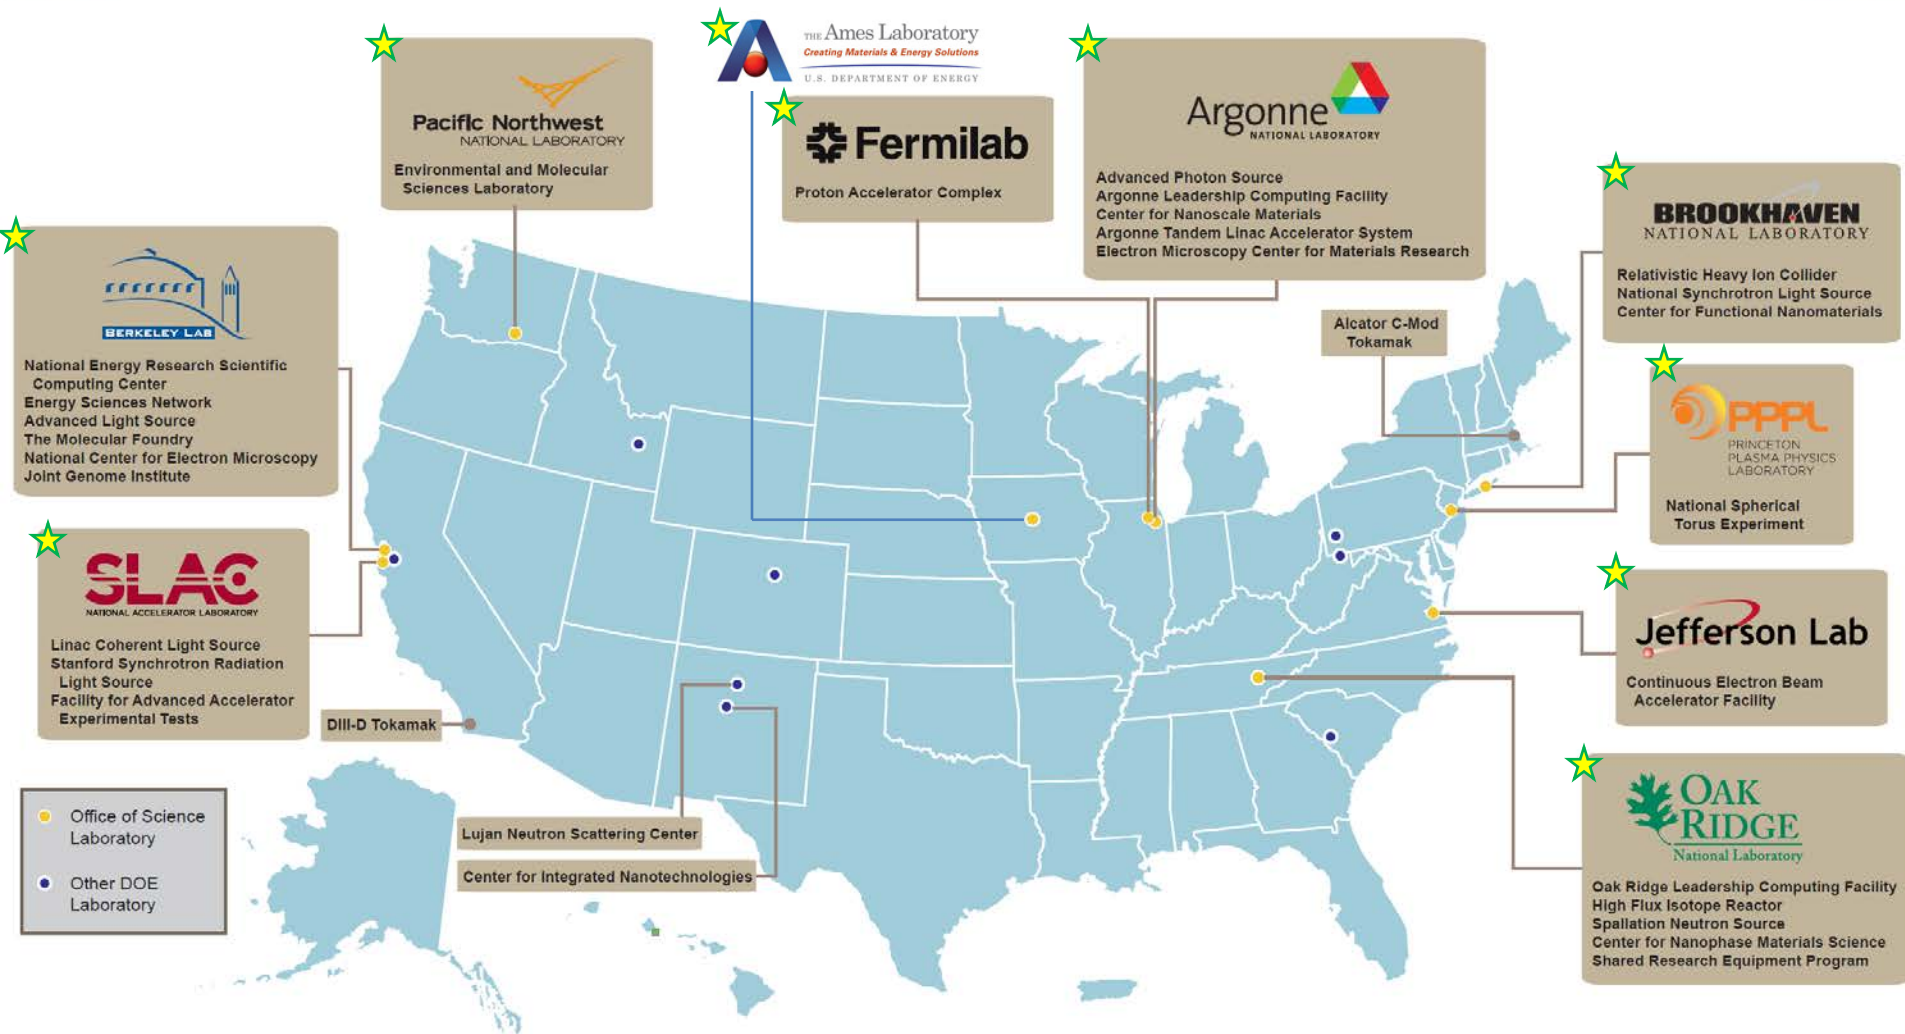 THE Ames Laboratory
Creating Materials & Energy Solutions
U.S. DEPARTMENT OF ENERGY
Pacific Northwest
NATIONAL LABORATORY
Environmental and Molecular
Sciences Laboratory
Fermilab
Proton Accelerator Complex
Argonne
NATIONAL LABORATORY
Advanced Photon Source
Argonne Leadership Computing Facility
Center for Nanoscale Materials
Argonne Tandem Linac Accelerator System
Electron Microscopy Center for Materials Research
BROOKHAVEN
NATIONAL LABORATORY
Relativistic Heavy Ion Collider
National Synchrotron Light Source
Center for Functional Nanomaterials
BERKELEY LAB
National Energy Research Scientific
Computing Center
Energy Sciences Network
Advanced Light Source
The Molecular Foundry
National Center for Electron Microscopy
Joint Genome Institute
Alcator C-Mod
Tokamak
PPPL
PRINCETON
PLASMA PHYSICS
LABORATORY
National Spherical
Torus Experiment
SLAC
NATIONAL ACCELERATOR LABORATORY
Linac Coherent Light Source
Stanford Synchrotron Radiation
Light Source
Facility for Advanced Accelerator
Experimental Tests
Jefferson Lab
Continuous Electron Beam
Accelerator Facility
DIII-D Tokamak
OAK
RIDGE
National Laboratory
Oak Ridge Leadership Computing Facility
High Flux Isotope Reactor
Spallation Neutron Source
Center for Nanophase Materials Science
Shared Research Equipment Program
Office of Science
Laboratory
Other DOE
Laboratory
Lujan Neutron Scattering Center
Center for Integrated Nanotechnologies